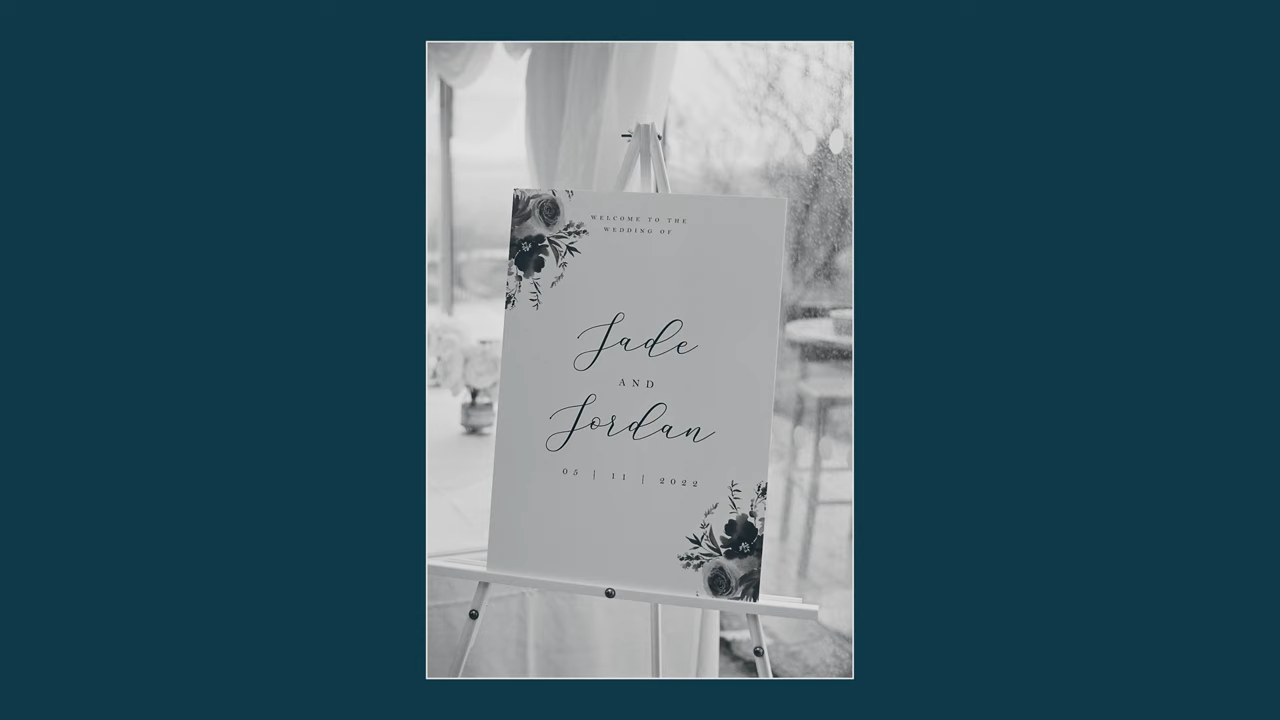 WELCOME TO THE
WEDDING OF
Jade
AND
Jordan
05 | 11 | 2022